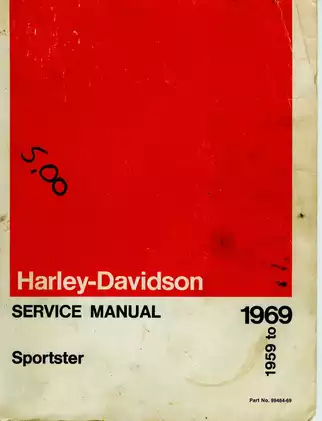 5,00
Harley-Davidson
SERVICE MANUAL
1969
1959 to
Sportster
Part No. 99484-69